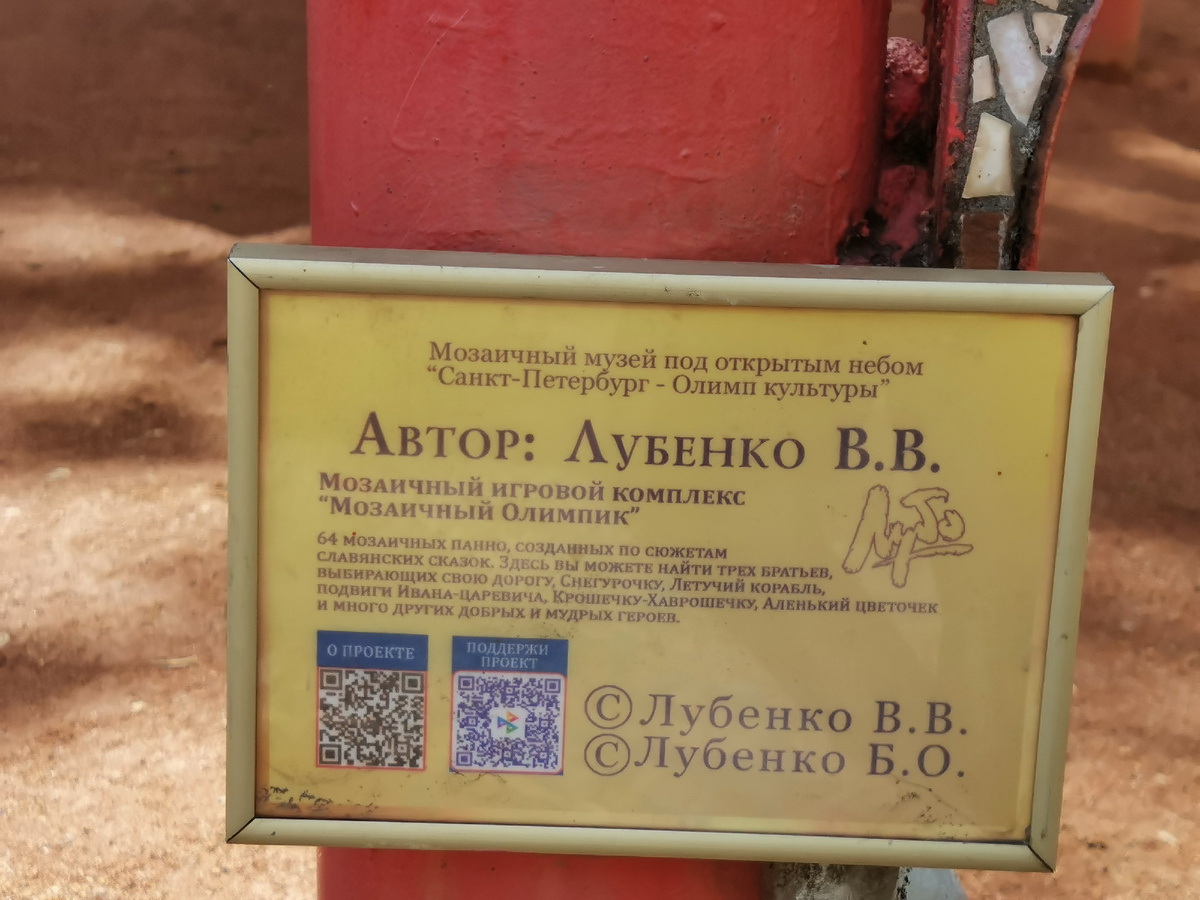 Мозаичный музей под открытым небом
“Санкт-Петербург - Олимп культуры”
Автор: Лубенко В.В.
Мозаичный игровой комплекс
“Мозаичный Олимпик”
64 мозаичных панно, созданных по сюжетам
славянских сказок. Здесь вы можете найти трех братьев,
выбирающих свою дорогу, Снегурочку, Летучий корабль,
подвиги Ивана-царевича, Крошечку-Хаврошечку, Аленький цветочек
и много других добрых и мудрых героев.
О ПРОЕКТЕ
ПОДДЕРЖИ
ПРОЕКТ
© Лубенко В.В.
© Лубенко Б.О.